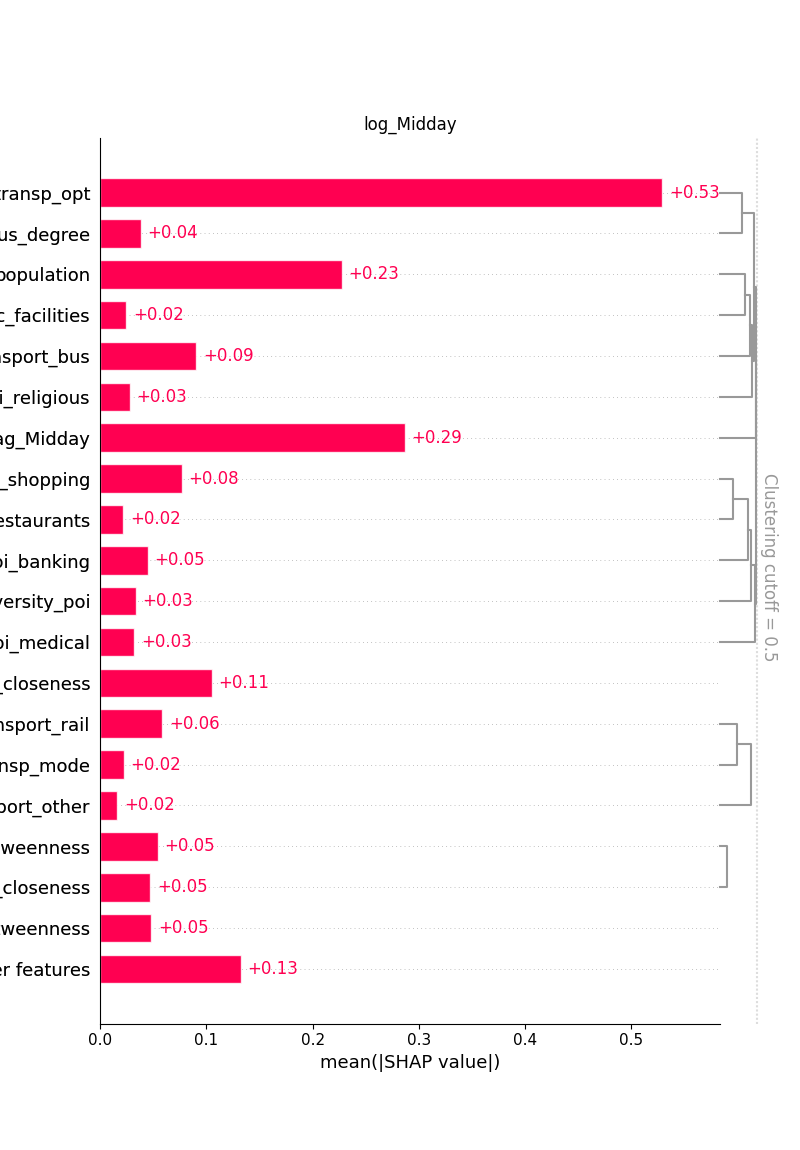 log_Midday
ransp_opt +0.53
us_degree +0.04
population +0.23
c_facilities +0.02
nsport_bus +0.09
i_religious +0.03
ag_Midday +0.29
_shopping +0.08
estaurants +0.02
oi_banking +0.05
versity_poi +0.03
oi_medical +0.03
_closeness +0.11
nsport_rail +0.06
nsp_mode +0.02
port_other +0.02
weenness +0.05
_closeness +0.05
tweenness +0.05
er features +0.13
Clustering cutoff = 0.5
0.0 0.1 0.2 0.3 0.4 0.5
mean(|SHAP value|)